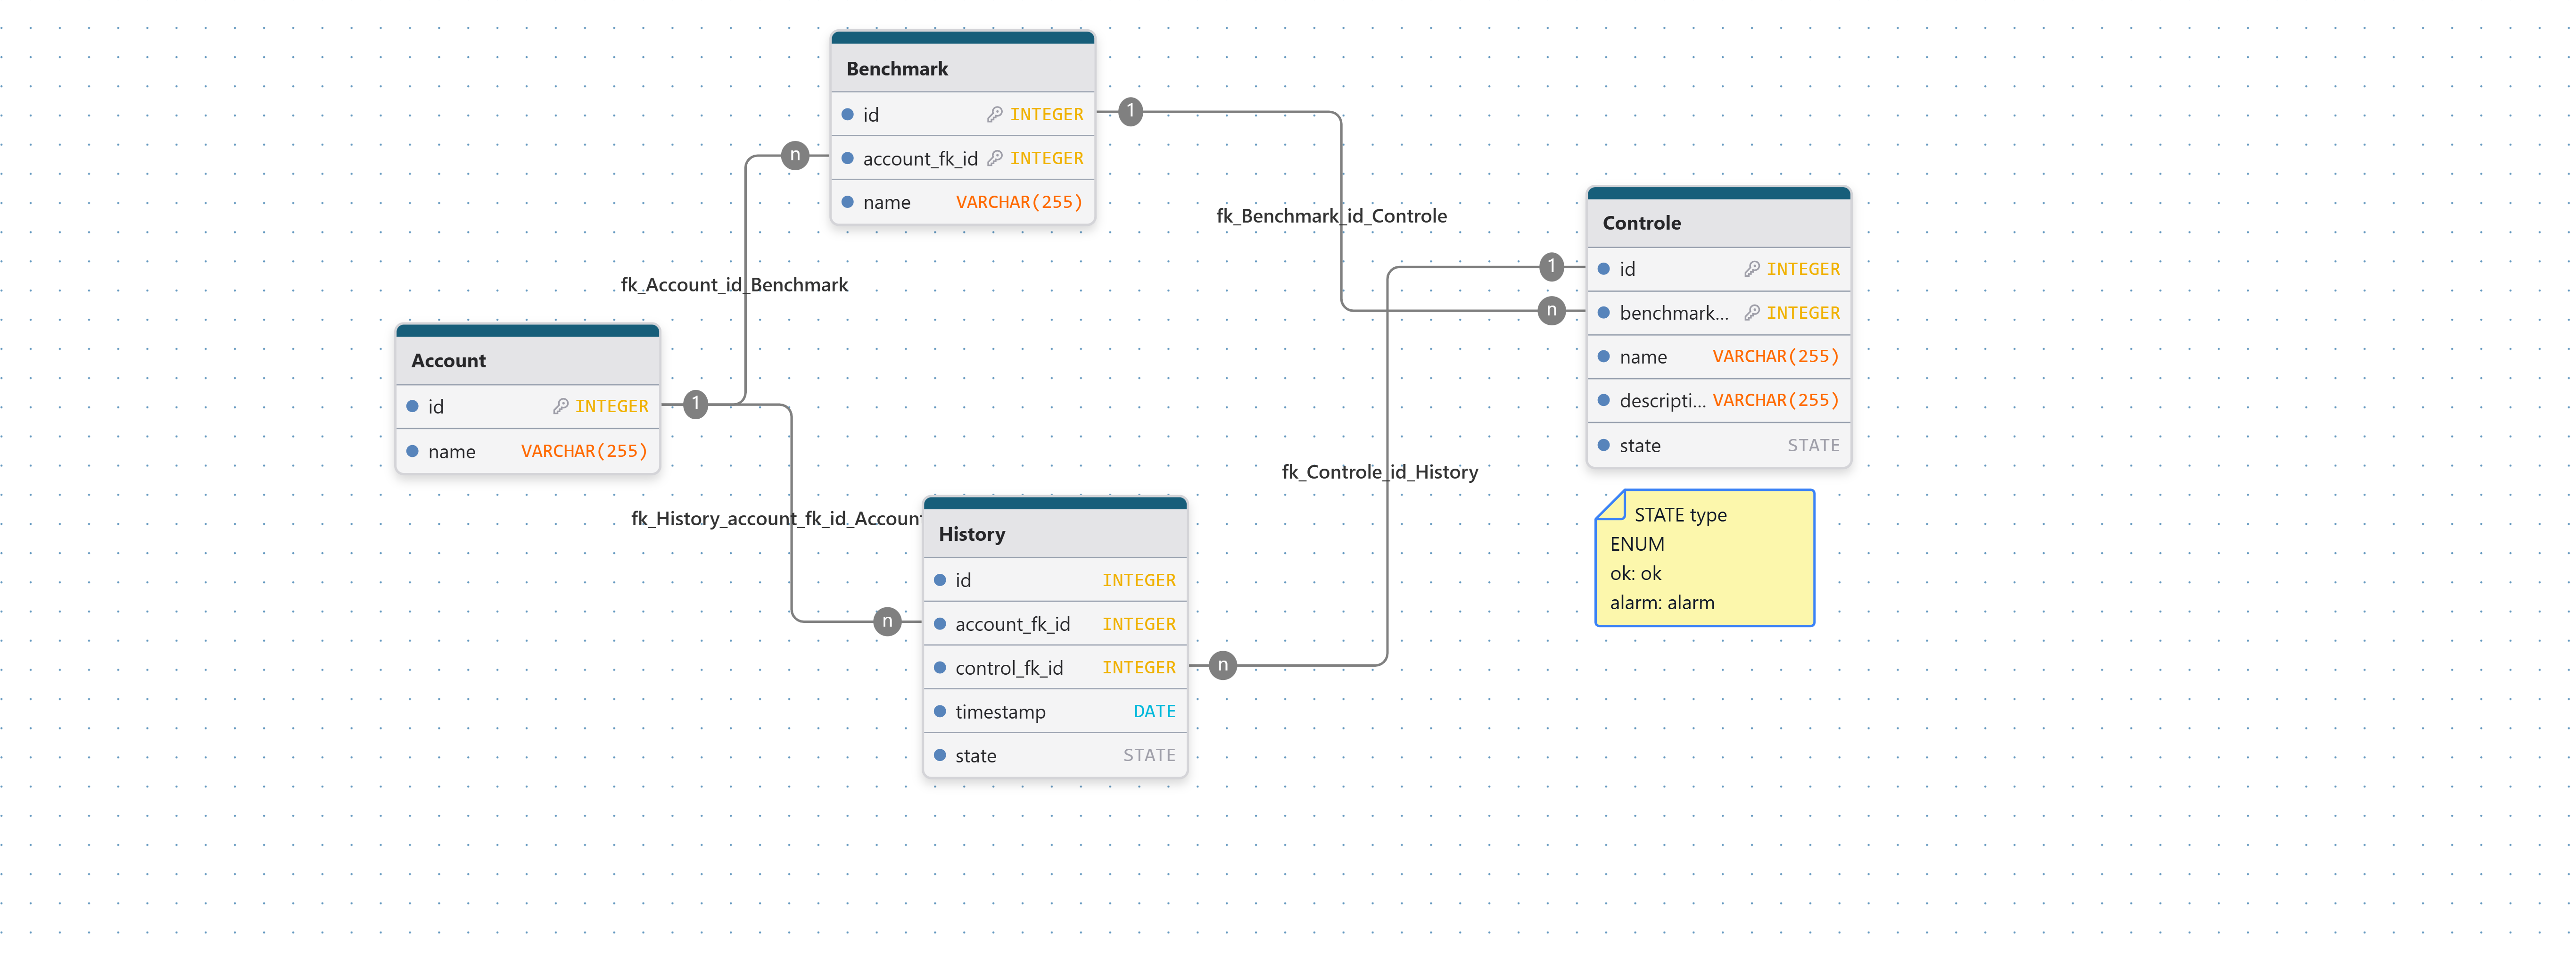 Benchmark
id INTEGER
account_fk_id INTEGER
name VARCHAR(255)
1
n
fk_Benchmark_id_Controle
Controle
id INTEGER
benchmark... INTEGER
name VARCHAR(255)
descripti... VARCHAR(255)
state STATE
1
n
fk_Account_id_Benchmark
Account
id INTEGER
name VARCHAR(255)
1
fk_Controle_id_History
fk_History_account_fk_id_Account
History
id INTEGER
account_fk_id INTEGER
control_fk_id INTEGER
timestamp DATE
state STATE
n
n
STATE type
ENUM
ok: ok
alarm: alarm